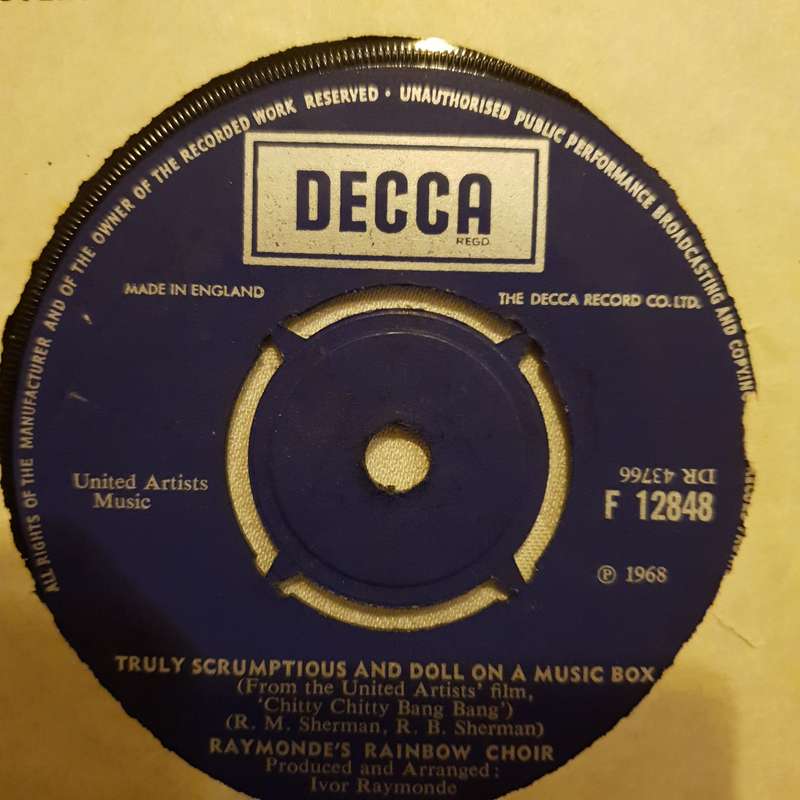 ALL RIGHTS OF THE MANUFACTURER AND OF THE OWNER OF THE RECORDED WORK RESERVED · UNAUTHORISED PUBLIC PERFORMANCE BROADCASTING AND COPYING
DECCA
REGD.
MADE IN ENGLAND
THE DECCA RECORD CO. LTD.
United Artists
Music
DR 43766
F 12848
℗ 1968
TRULY SCRUMPTIOUS AND DOLL ON A MUSIC BOX
(From the United Artists' film,
'Chitty Chitty Bang Bang')
(R. M. Sherman, R. B. Sherman)
RAYMONDE'S RAINBOW CHOIR
Produced and Arranged:
Ivor Raymonde